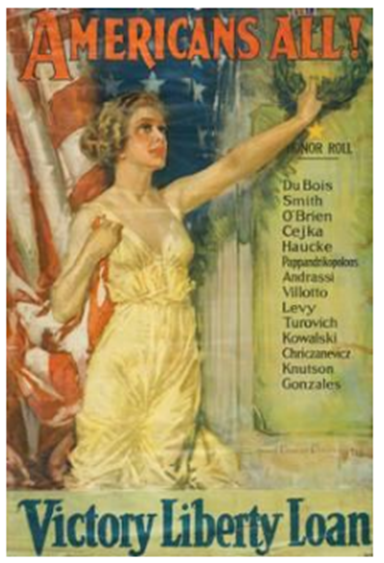 AMERICANS ALL!
HONOR ROLL
Du Bois
Smith
O'Brien
Cejka
Haucke
Pappandrikopolous
Andrassi
Villotto
Levy
Turovich
Kowalski
Chriczanevicz
Knutson
Gonzales
Victory Liberty Loan